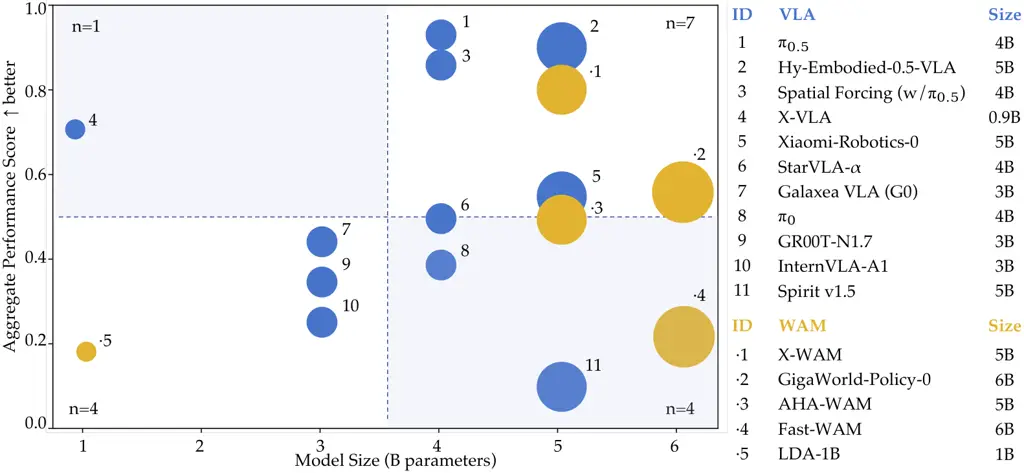 Aggregate Performance Score ↑ better
1.0
0.8
0.6
0.4
0.2
0.0
n=1
n=7
n=4
n=4
1
2
3
·1
4
·2
5
·3
6
7
8
9
·4
10
·5
11
1
2
3
4
5
6
Model Size (B parameters)
ID VLA Size
1 π0.5 4B
2 Hy-Embodied-0.5-VLA 5B
3 Spatial Forcing (w/π0.5) 4B
4 X-VLA 0.9B
5 Xiaomi-Robotics-0 5B
6 StarVLA-α 4B
7 Galaxea VLA (G0) 3B
8 π0 4B
9 GR00T-N1.7 3B
10 InternVLA-A1 3B
11 Spirit v1.5 5B
ID WAM Size
·1 X-WAM 5B
·2 GigaWorld-Policy-0 6B
·3 AHA-WAM 5B
·4 Fast-WAM 6B
·5 LDA-1B 1B